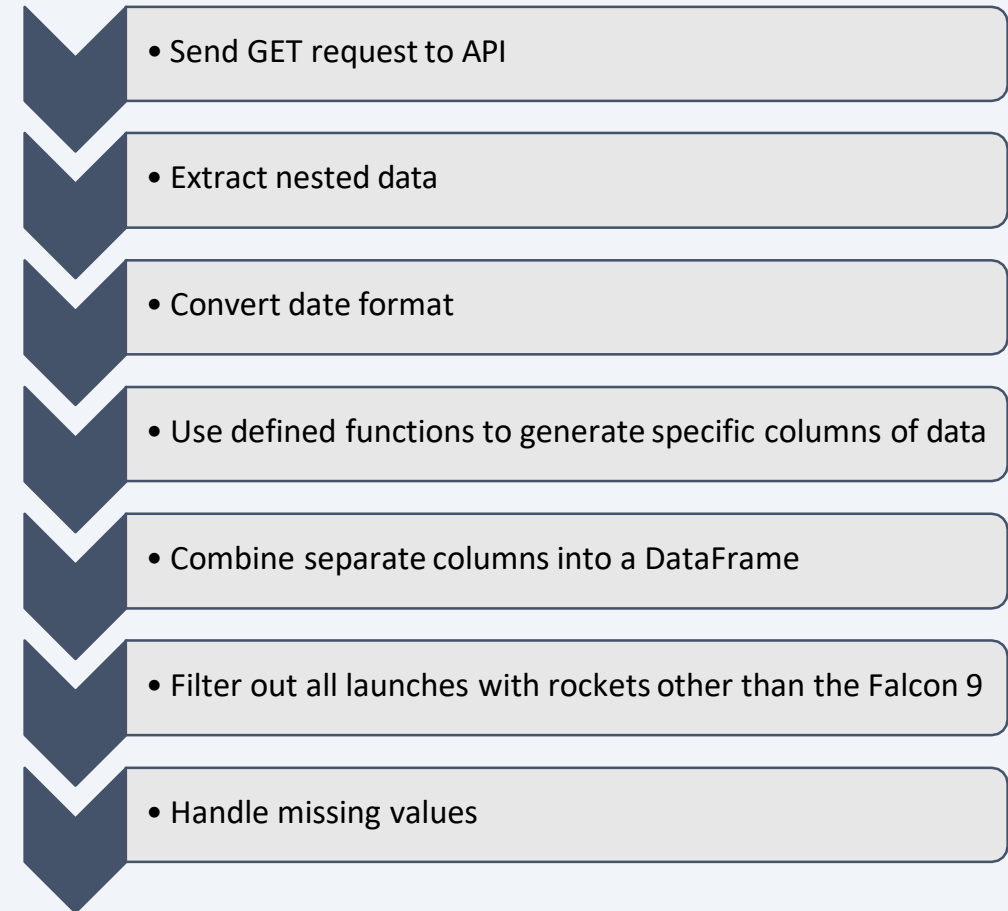 • Send GET request to API
• Extract nested data
• Convert date format
• Use defined functions to generate specific columns of data
• Combine separate columns into a DataFrame
• Filter out all launches with rockets other than the Falcon 9
• Handle missing values